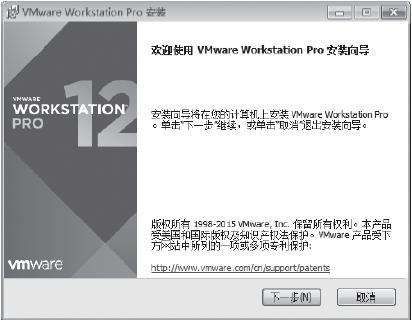 VMware Workstation Pro 安装
欢迎使用 VMware Workstation Pro 安装向导
VMWARE
WORKSTATION
PRO
12
安装向导将在您的计算机上安装 VMware Workstation Pro
。单击“下一步”继续，或单击“取消”退出安装向导。
版权所有 1998-2015 VMware, Inc. 保留所有权利。本产品
受美国和国际版权及知识产权法保护。VMware 产品受下
方网站中所列的一项或多项专利保护:
http://www.vmware.com/cn/support/patents
vmware
下一步(N)
取消